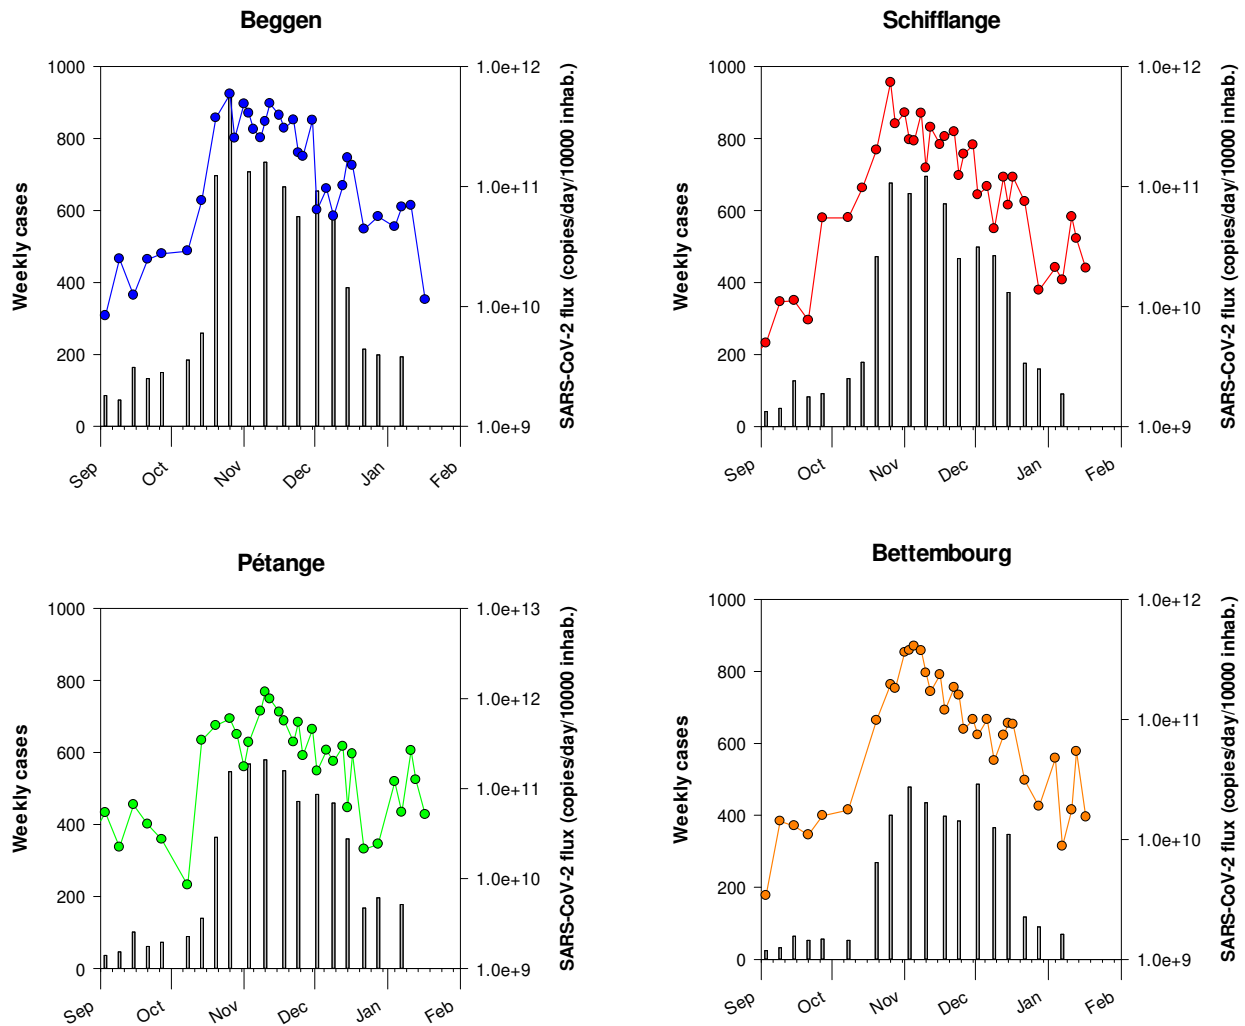 Beggen
1000
800
600
400
200
0
Weekly cases
1.0e+12
1.0e+11
1.0e+10
1.0e+9
SARS-CoV-2 flux (copies/day/10000 inhab.)
Sep
Oct
Nov
Dec
Jan
Feb
Schifflange
1000
800
600
400
200
0
Weekly cases
1.0e+12
1.0e+11
1.0e+10
1.0e+9
SARS-CoV-2 flux (copies/day/10000 inhab.)
Sep
Oct
Nov
Dec
Jan
Feb
Pétange
1000
800
600
400
200
0
Weekly cases
1.0e+13
1.0e+12
1.0e+11
1.0e+10
1.0e+9
SARS-CoV-2 flux (copies/day/10000 inhab.)
Sep
Oct
Nov
Dec
Jan
Feb
Bettembourg
1000
800
600
400
200
0
Weekly cases
1.0e+12
1.0e+11
1.0e+10
1.0e+9
SARS-CoV-2 flux (copies/day/10000 inhab.)
Sep
Oct
Nov
Dec
Jan
Feb